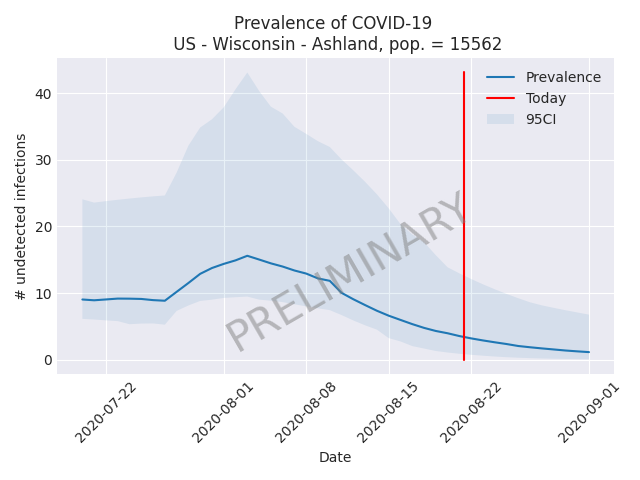 Prevalence of COVID-19
US - Wisconsin - Ashland, pop. = 15562
# undetected infections
40
30
20
10
0
Prevalence
Today
95CI
PRELIMINARY
2020-07-22
2020-08-01
2020-08-08
2020-08-15
2020-08-22
2020-09-01
Date